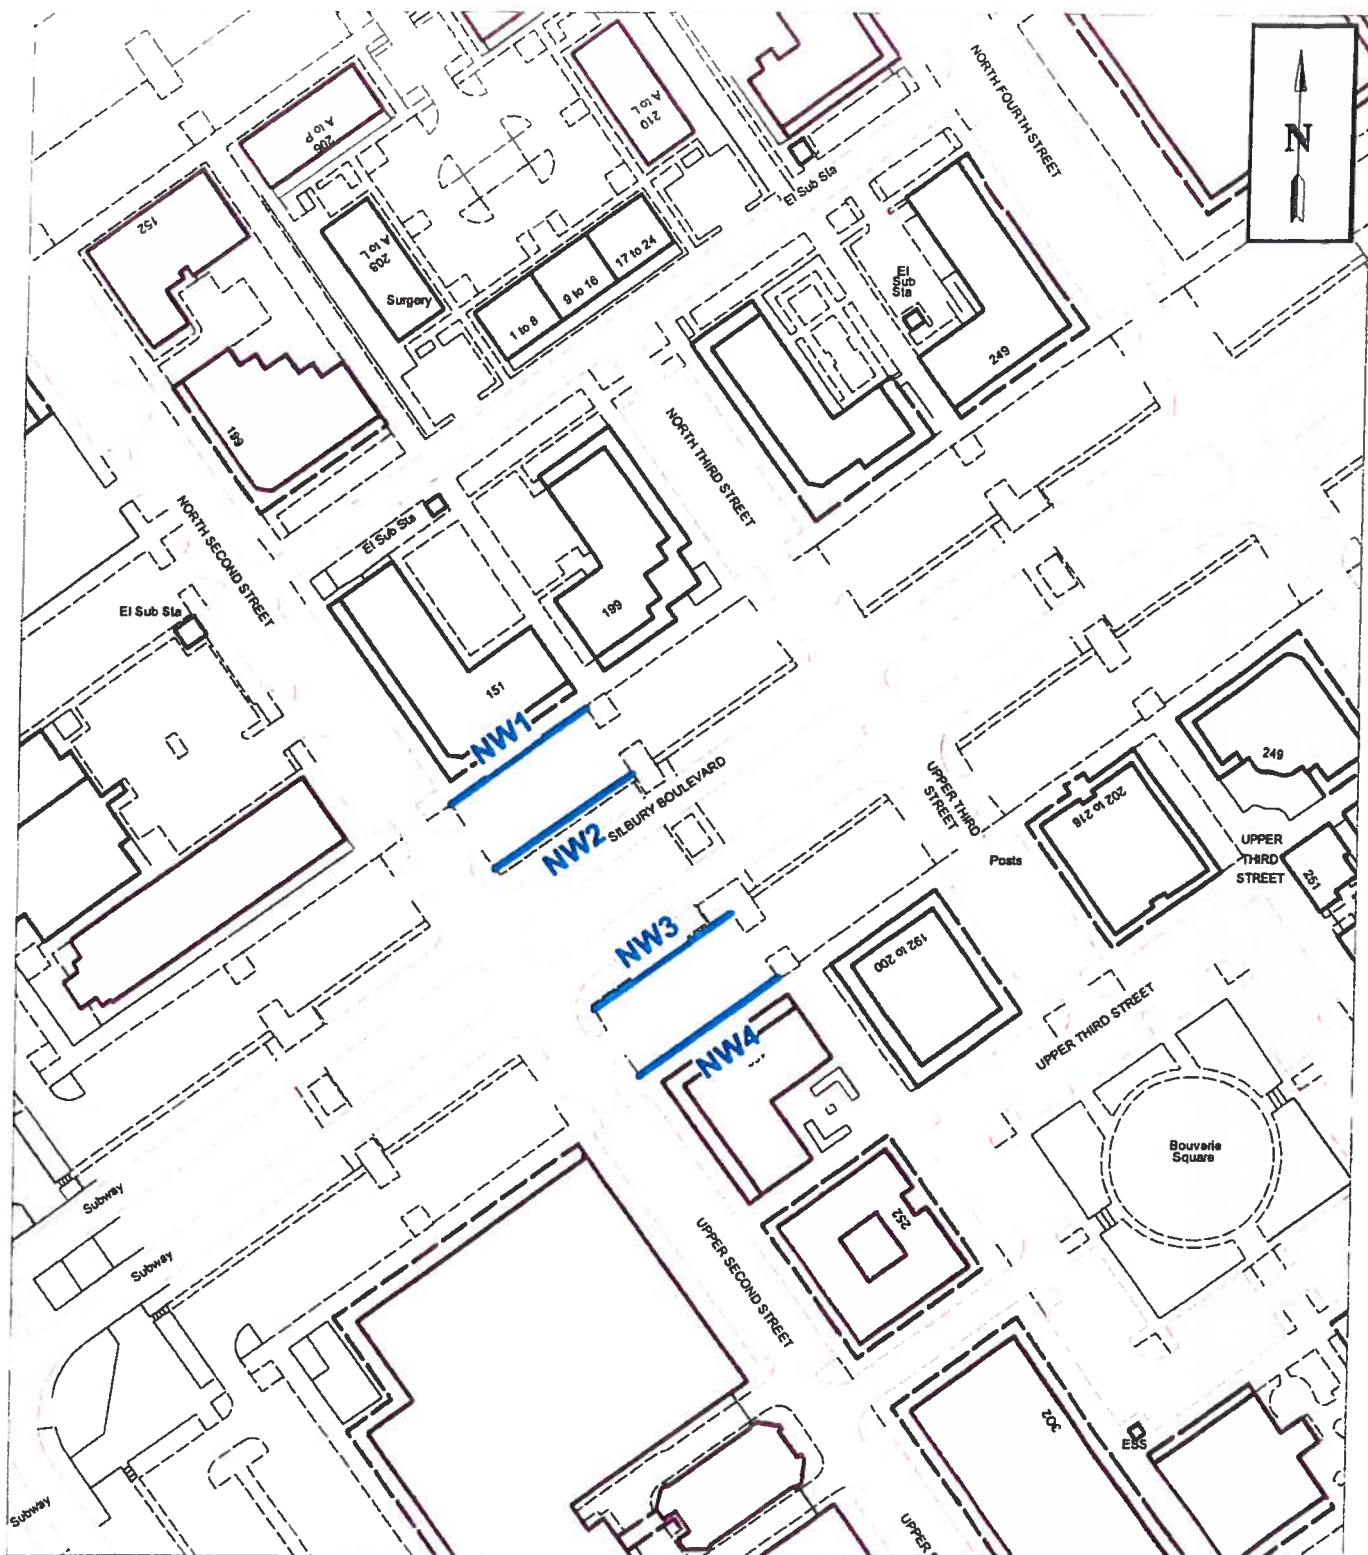 NORTH FOURTH STREET
N
206
A to P
210
A to L
El Sub Sta
152
208
A to L
Surgery
1 to 8
9 to 16
17 to 24
El
Sub
Sta
249
199
NORTH THIRD STREET
NORTH SECOND STREET
El Sub Sta
El Sub Sta
199
151
NW1
NW2
SILBURY BOULEVARD
UPPER THIRD
STREET
249
202 to 216
UPPER
THIRD
STREET
251
Posts
NW3
192 to 200
NW4
UPPER THIRD STREET
Bouverie
Square
Subway
Subway
252
UPPER SECOND STREET
302
ESS
Subway
UPPER